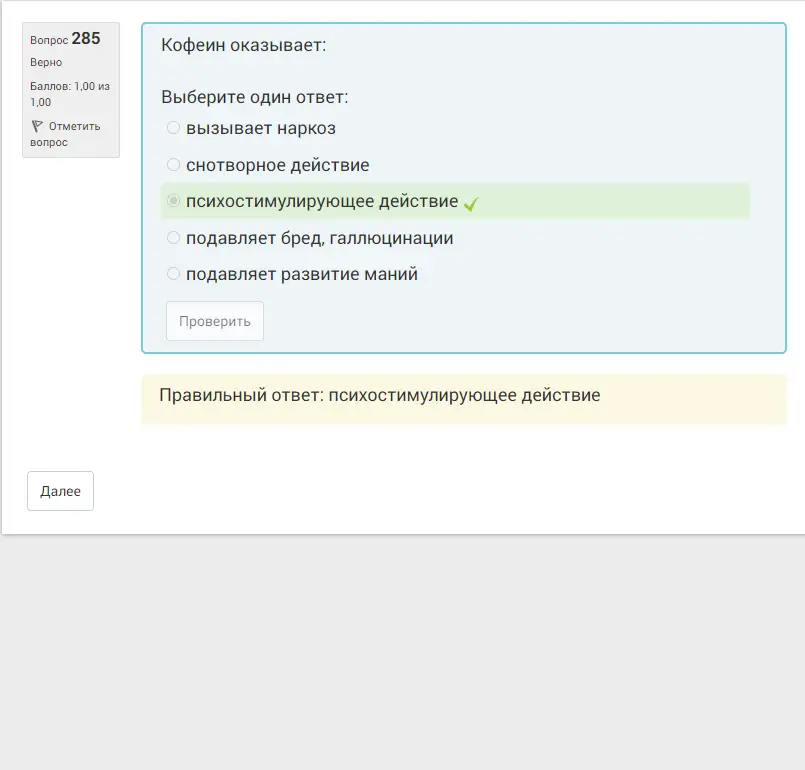 Вопрос 285
Верно
Баллов: 1,00 из
1,00
Отметить
вопрос
Кофеин оказывает:
Выберите один ответ:
вызывает наркоз
снотворное действие
психостимулирующее действие
подавляет бред, галлюцинации
подавляет развитие маний
Проверить
Правильный ответ: психостимулирующее действие
Далее